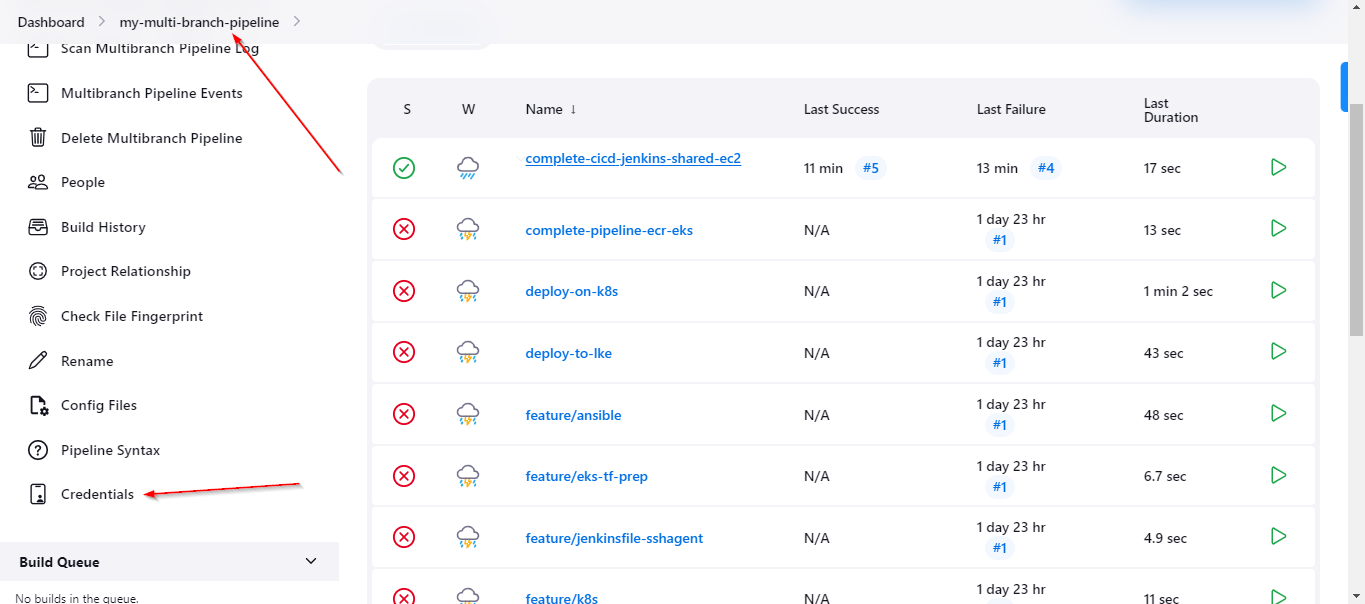 Dashboard > my-multi-branch-pipeline >
Scan Multibranch Pipeline Log
Multibranch Pipeline Events
Delete Multibranch Pipeline
People
Build History
Project Relationship
Check File Fingerprint
Rename
Config Files
Pipeline Syntax
Credentials
Build Queue
No builds in the queue.
S W Name ↓ Last Success Last Failure Last
Duration
complete-cicd-jenkins-shared-ec2 11 min #5 13 min #4 17 sec
complete-pipeline-ecr-eks N/A 1 day 23 hr
#1 13 sec
deploy-on-k8s N/A 1 day 23 hr
#1 1 min 2 sec
deploy-to-lke N/A 1 day 23 hr
#1 43 sec
feature/ansible N/A 1 day 23 hr
#1 48 sec
feature/eks-tf-prep N/A 1 day 23 hr
#1 6.7 sec
feature/jenkinsfile-sshagent N/A 1 day 23 hr
#1 4.9 sec
feature/k8s N/A 1 day 23 hr
11 sec